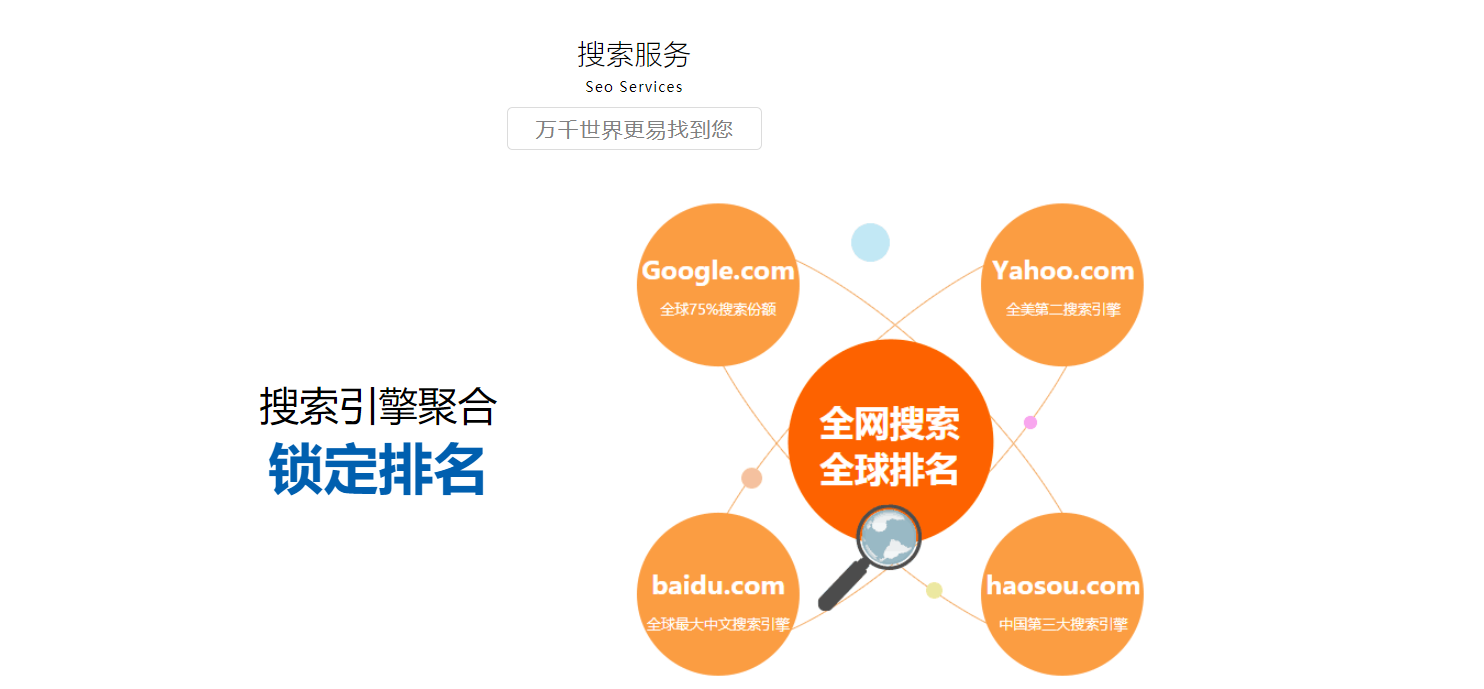 搜索服务
Seo Services
万千世界更易找到您
Google.com
全球75%搜索份额
Yahoo.com
全美第二搜索引擎
搜索引擎聚合
锁定排名
全网搜索
全球排名
baidu.com
全球最大中文搜索引擎
haosou.com
中国第三大搜索引擎